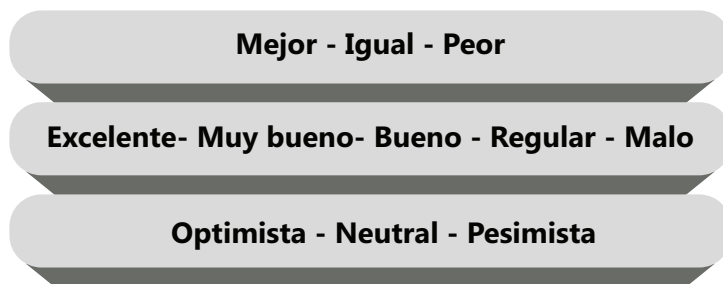 Mejor - Igual - Peor
Excelente- Muy bueno- Bueno - Regular - Malo
Optimista - Neutral - Pesimista